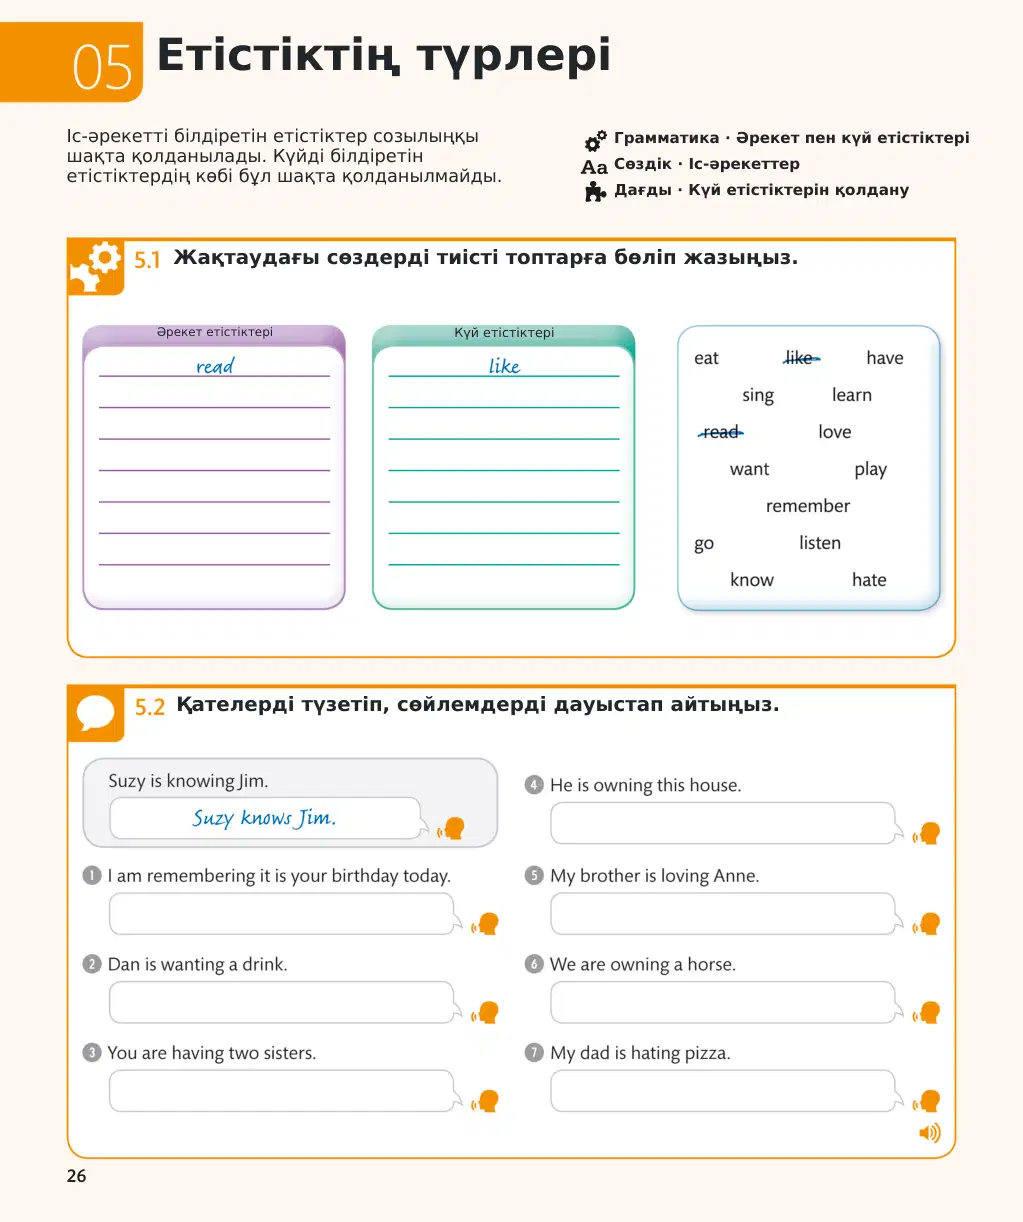 05
Етістіктің түрлері
Іс-әрекетті білдіретін етістіктер созылыңқы
шақта қолданылады. Күйді білдіретін
етістіктердің көбі бұл шақта қолданылмайды.
Грамматика · Әрекет пен күй етістіктері
Aa Сөздік · Іс-әрекеттер
Дағды · Күй етістіктерін қолдану
5.1 Жақтаудағы сөздерді тиісті топтарға бөліп жазыңыз.
Әрекет етістіктері
read
Күй етістіктері
like
eat like have
sing learn
read love
want play
remember
go listen
know hate
5.2 Қателерді түзетіп, сөйлемдерді дауыстап айтыңыз.
Suzy is knowing Jim.
Suzy knows Jim.
1 I am remembering it is your birthday today.
2 Dan is wanting a drink.
3 You are having two sisters.
4 He is owning this house.
5 My brother is loving Anne.
6 We are owning a horse.
7 My dad is hating pizza.
26